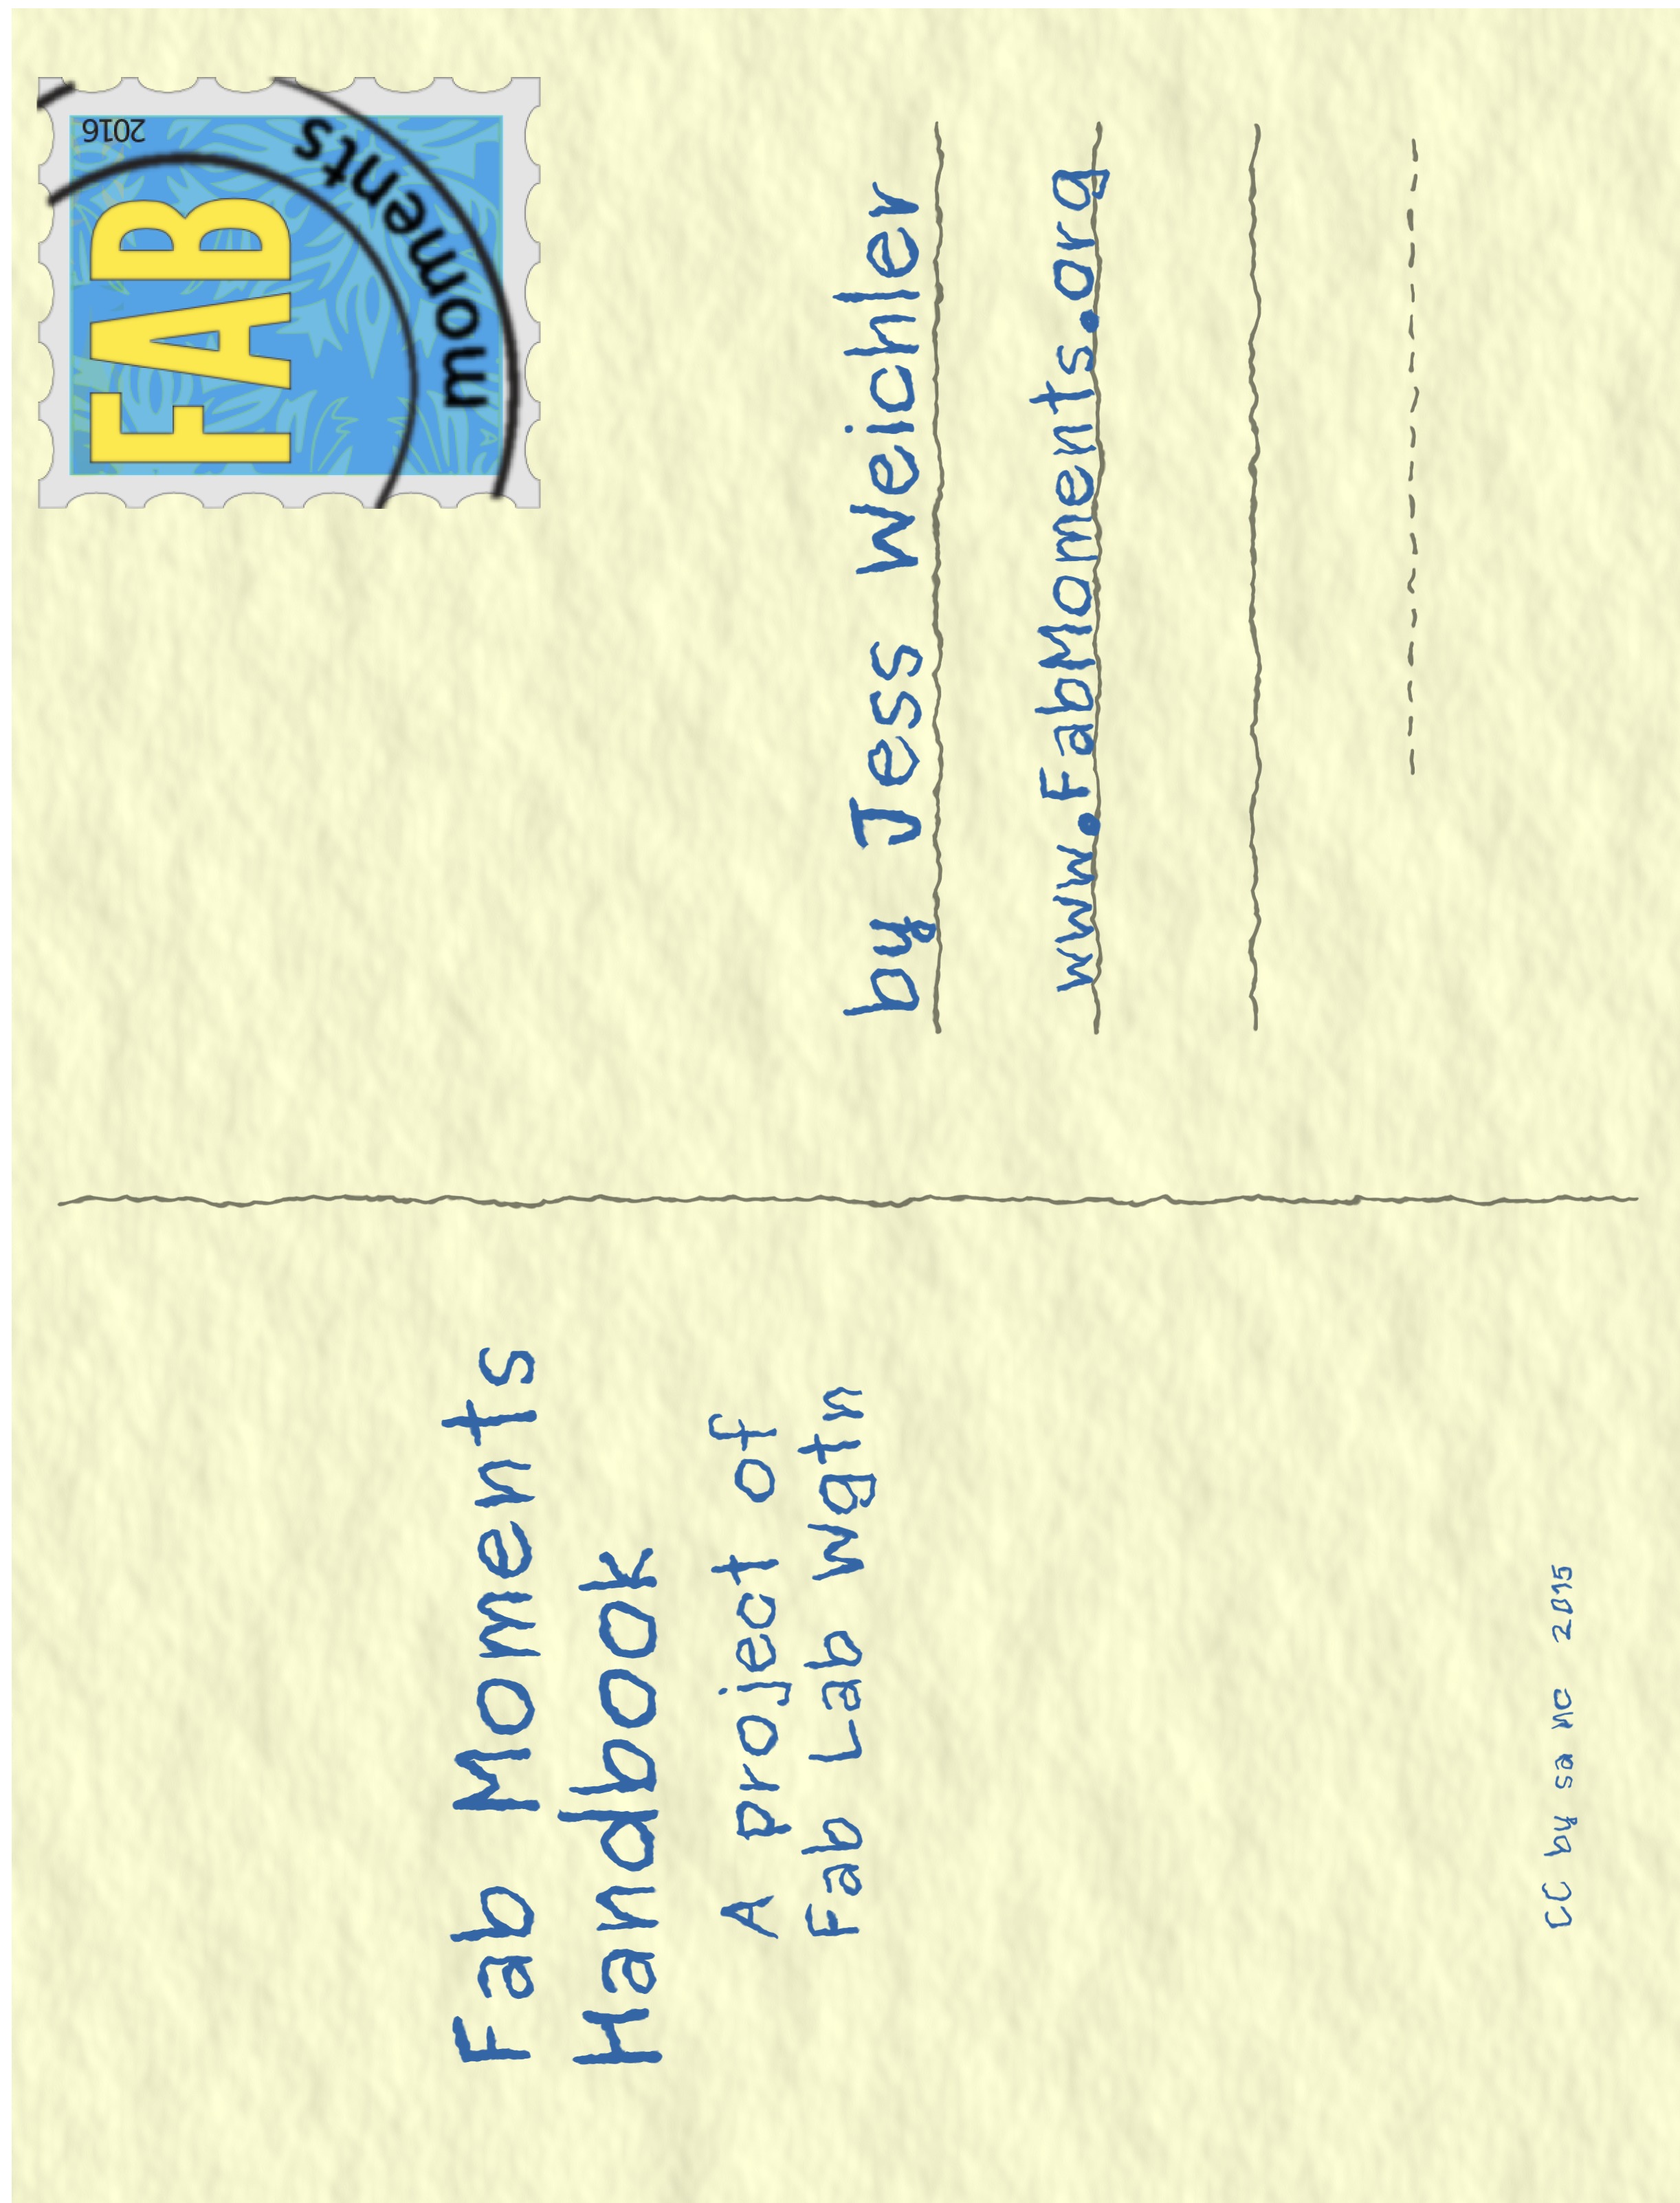 Fab Moments
Handbook
A project of
Fab Lab wgtn
CC by sa NC 2015
2016
FAB
moments
by Jess Weichler
www.FabMoments.org